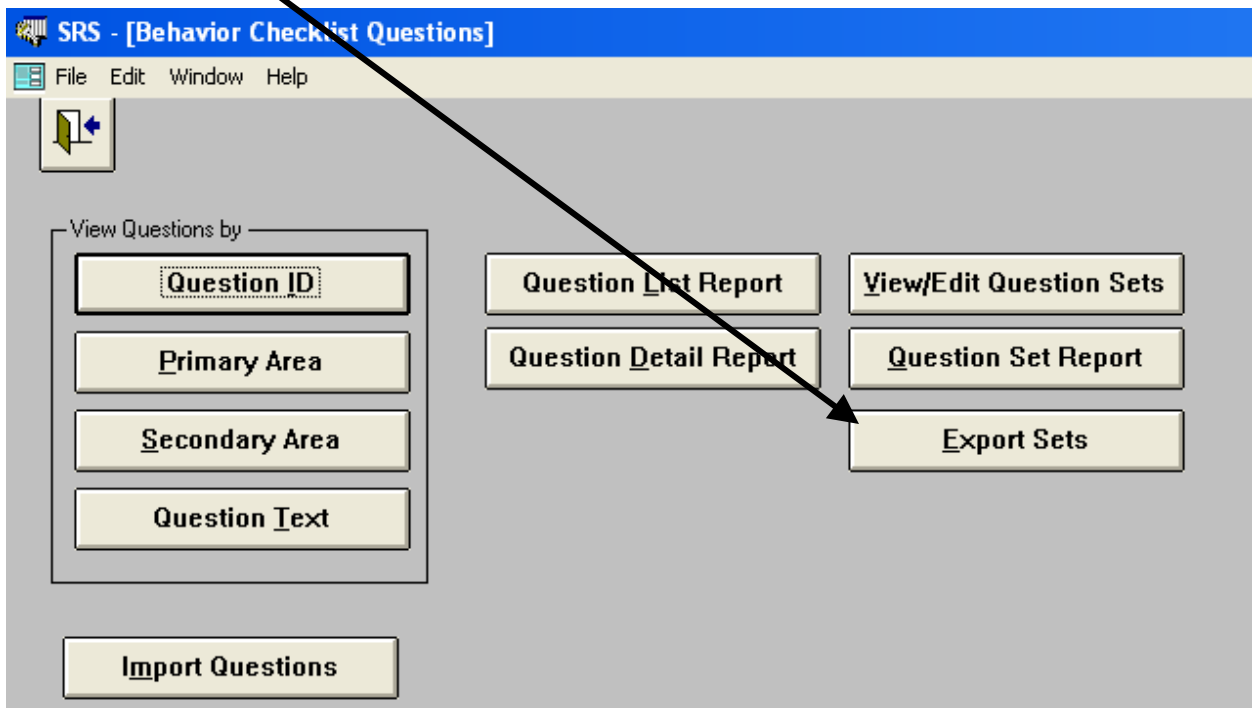 SRS - [Behavior Checklist Questions]
File Edit Window Help
View Questions by
Question ID
Primary Area
Secondary Area
Question Text
Import Questions
Question List Report
Question Detail Report
View/Edit Question Sets
Question Set Report
Export Sets